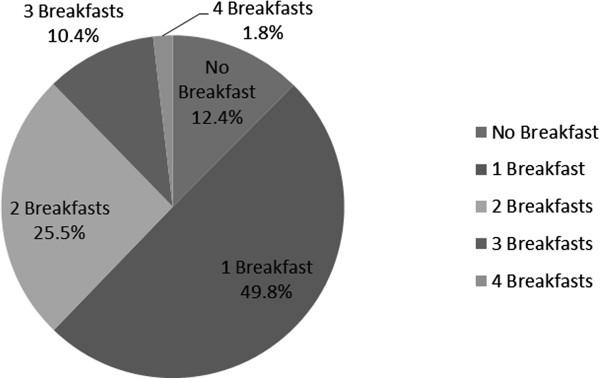 3 Breakfasts
10.4%
4 Breakfasts
1.8%
No
Breakfast
12.4%
2 Breakfasts
25.5%
1 Breakfast
49.8%
No Breakfast
1 Breakfast
2 Breakfasts
3 Breakfasts
4 Breakfasts